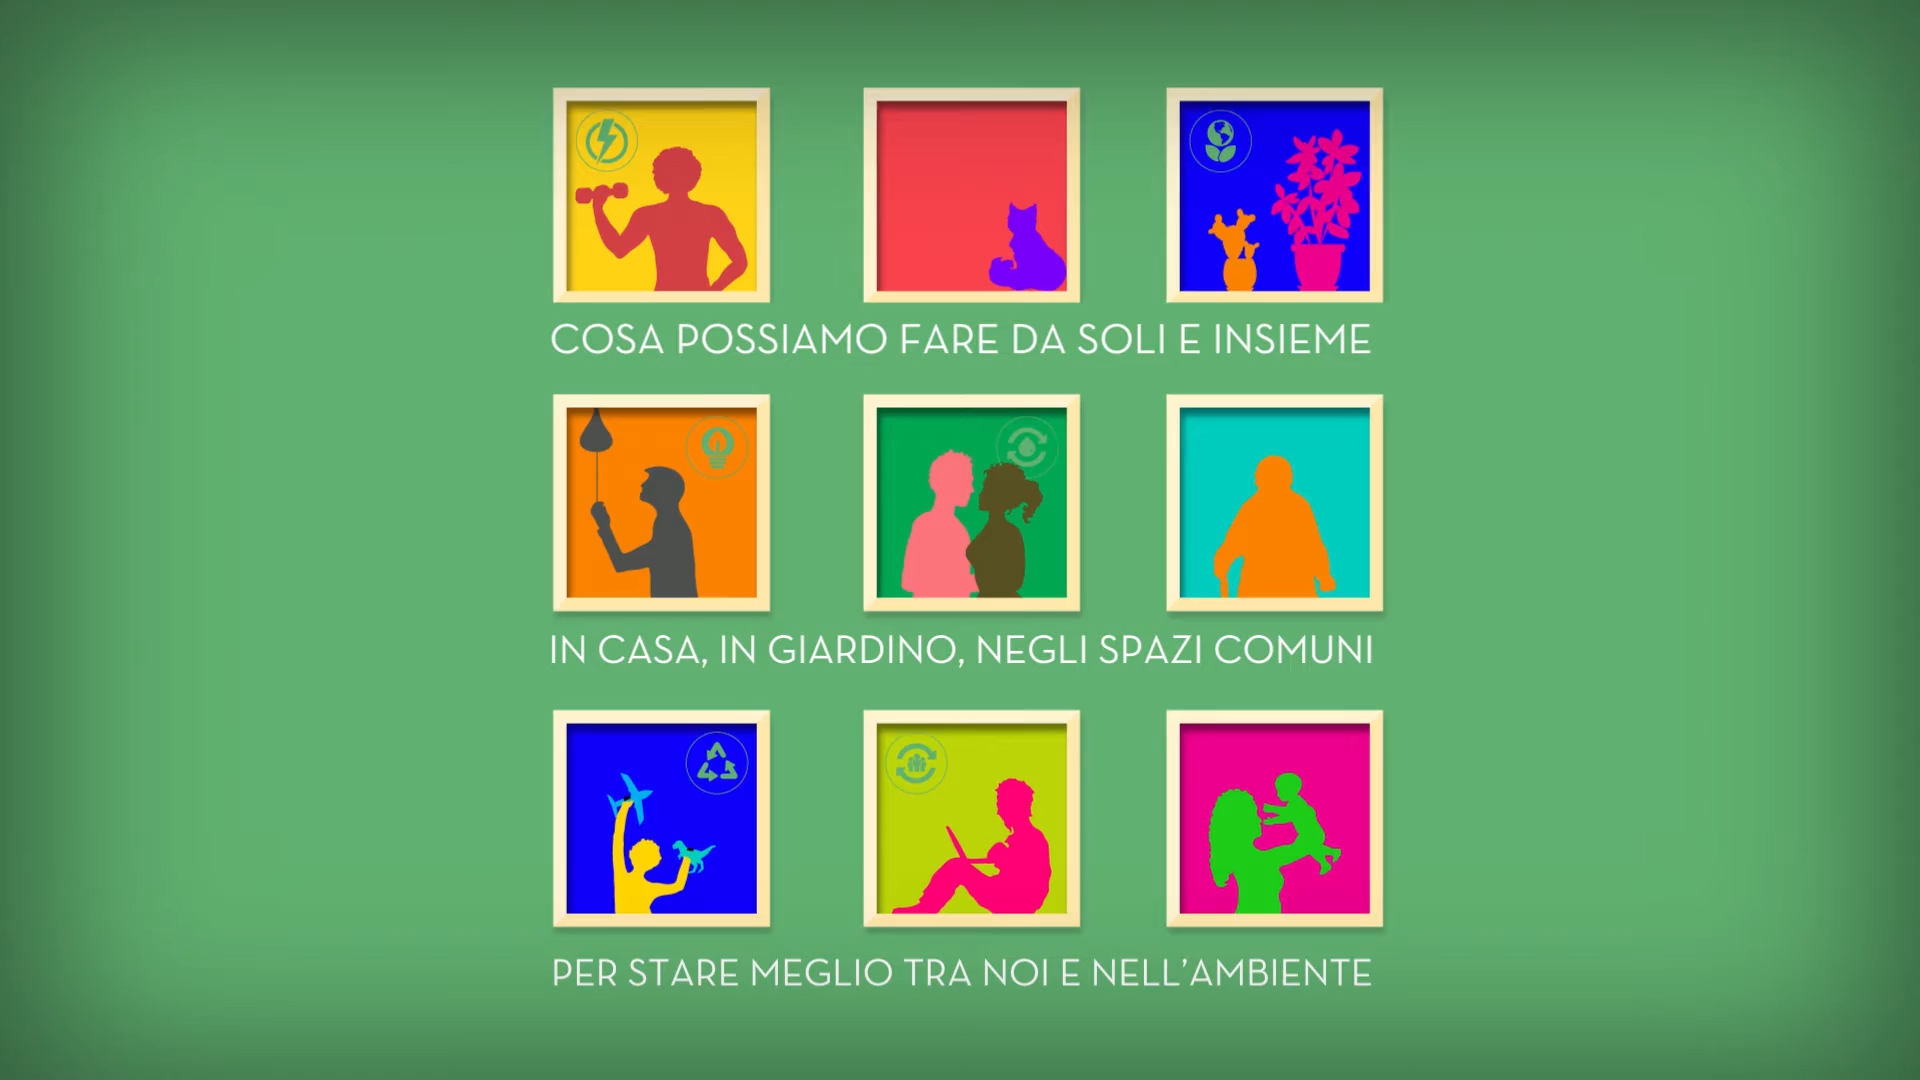 COSA POSSIAMO FARE DA SOLI E INSIEME
IN CASA, IN GIARDINO, NEGLI SPAZI COMUNI
PER STARE MEGLIO TRA NOI E NELL'AMBIENTE